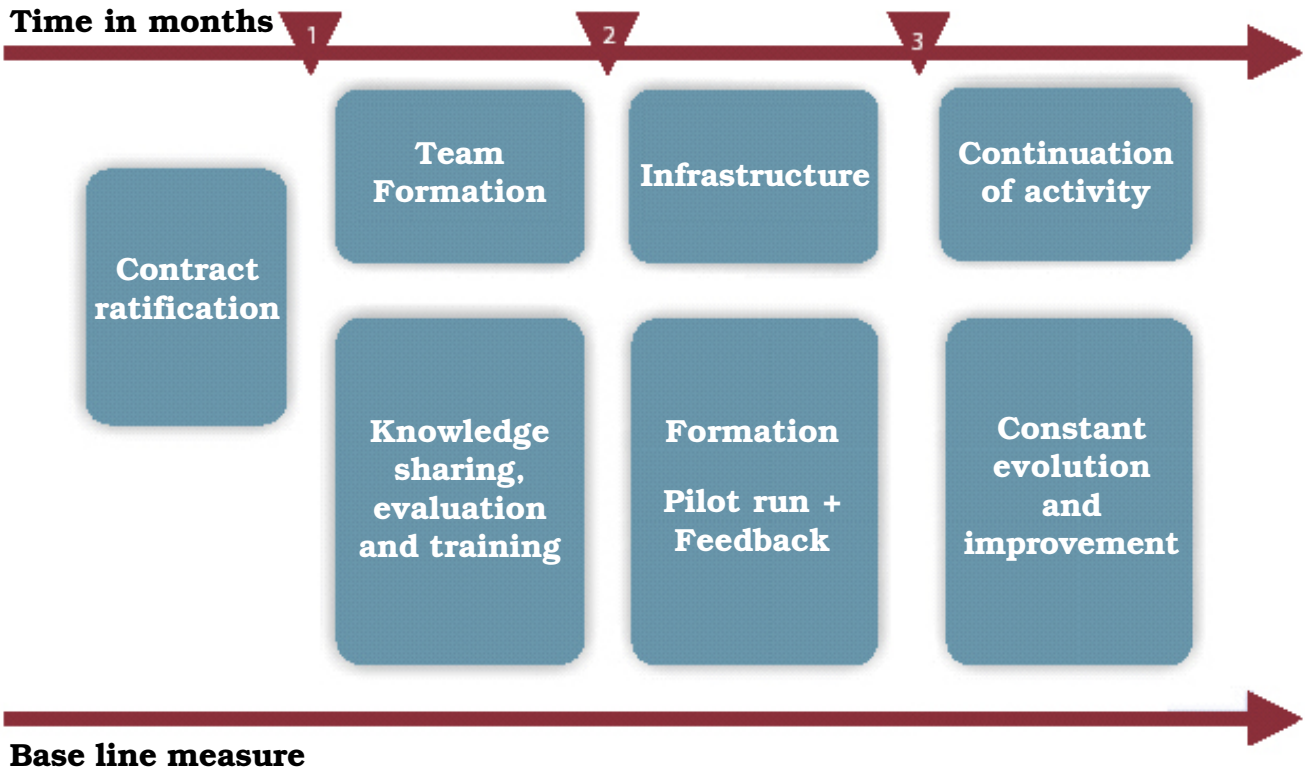 Time in months
1
2
3
Contract
ratification
Team
Formation
Infrastructure
Continuation
of activity
Knowledge
sharing,
evaluation
and training
Formation
Pilot run +
Feedback
Constant
evolution
and
improvement
Base line measure